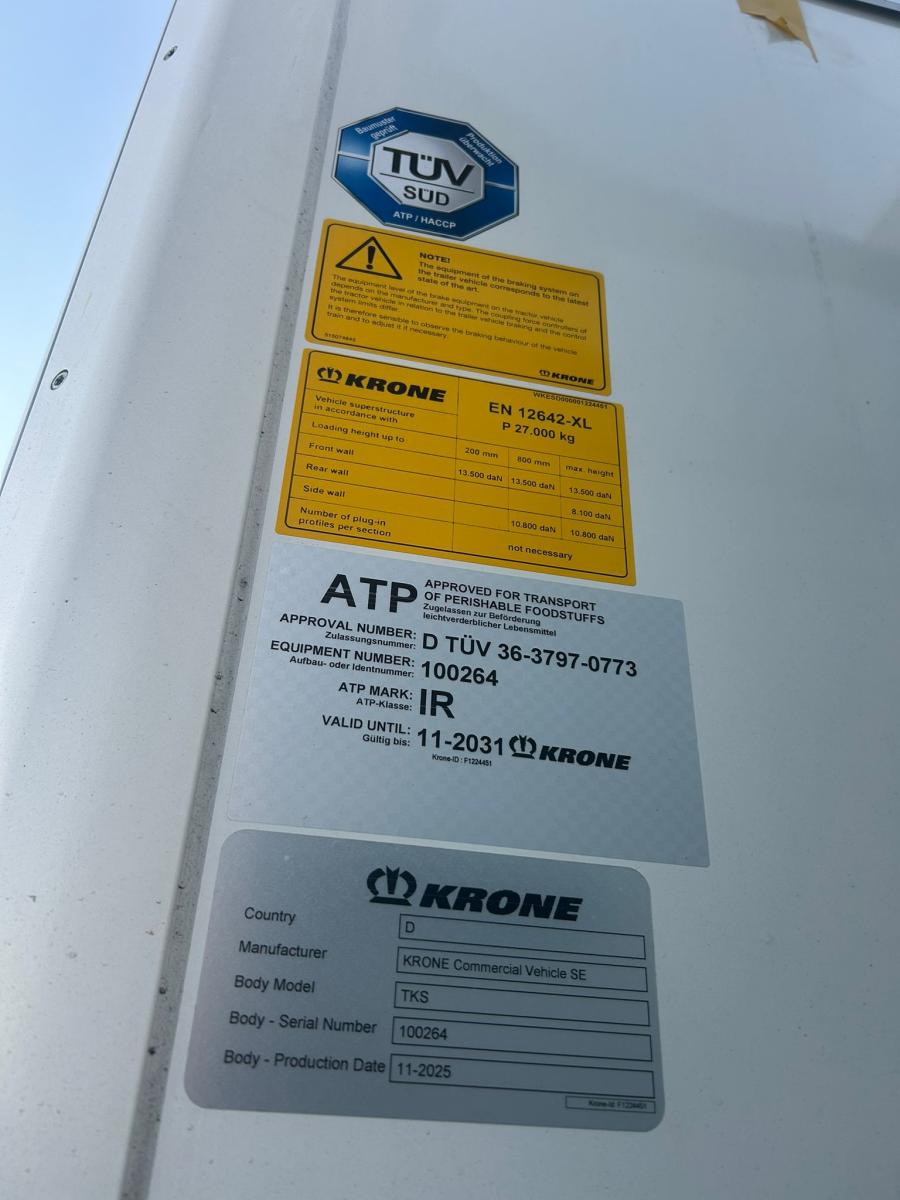 Baumuster
geprüft
Produktion
überwacht
TÜV
SÜD
ATP / HACCP
NOTE!
The equipment of the braking system on
the trailer vehicle corresponds to the latest
state of the art.
The equipment level of the brake equipment on the tractor vehicle
depends on the manufacturer and type. The coupling force controllers of
the tractor vehicle in relation to the trailer vehicle braking and the control
system limits differ.
It is therefore sensible to observe the braking behaviour of the vehicle
train and to adjust it if necessary.
KRONE
WKESD000001224451
KRONE
EN 12642-XL
P 27.000 kg
Vehicle superstructure
in accordance with
Loading height up to 200 mm 800 mm max. height
Front wall 13.500 daN 13.500 daN 13.500 daN
Rear wall 8.100 daN
Side wall 10.800 daN 10.800 daN
Number of plug-in
profiles per section
not necessary
ATP APPROVED FOR TRANSPORT
OF PERISHABLE FOODSTUFFS
Zugelassen zur Beförderung
leichtverderblicher Lebensmittel
APPROVAL NUMBER: D TÜV 36-3797-0773
Zulassungsnummer:
EQUIPMENT NUMBER: 100264
Aufbau- oder Identnummer:
ATP MARK: IR
ATP-Klasse:
VALID UNTIL: 11-2031 KRONE
Gültig bis:
Krone-ID : F1224451
KRONE
Country D
Manufacturer KRONE Commercial Vehicle SE
Body Model TKS
Body - Serial Number 100264
Body - Production Date 11-2025
Krone-Id: F1224451